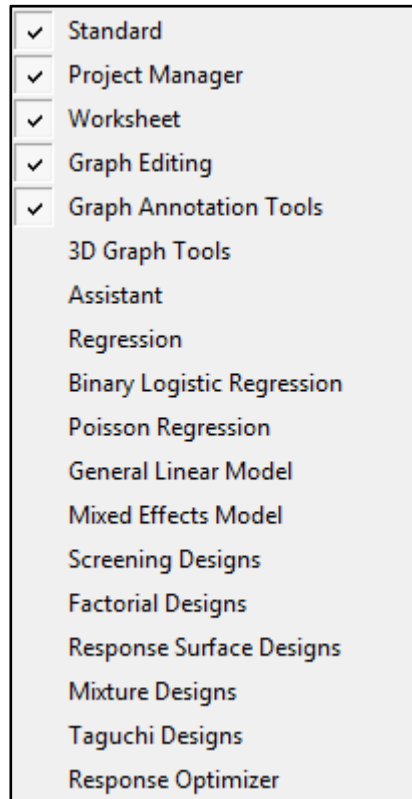 Standard
Project Manager
Worksheet
Graph Editing
Graph Annotation Tools
3D Graph Tools
Assistant
Regression
Binary Logistic Regression
Poisson Regression
General Linear Model
Mixed Effects Model
Screening Designs
Factorial Designs
Response Surface Designs
Mixture Designs
Taguchi Designs
Response Optimizer